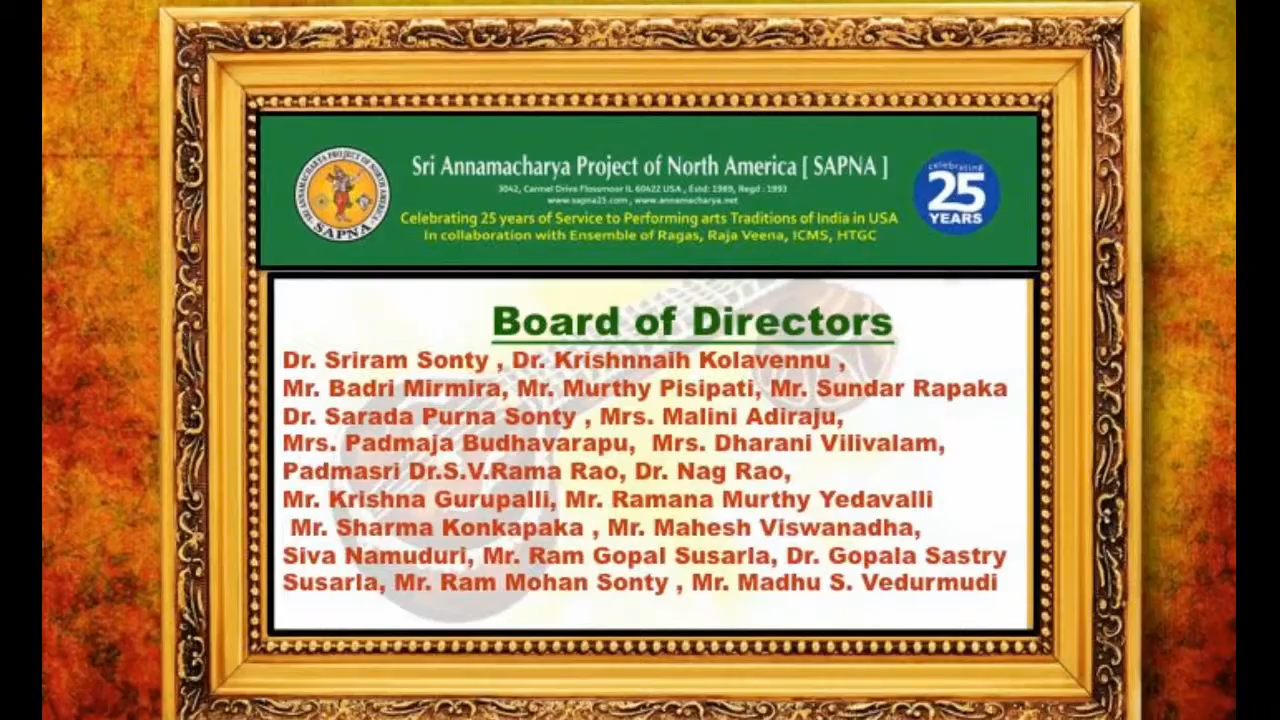 SRI ANNAMACHARYA PROJECT OF NORTH AMERICA
SAPNA
Sri Annamacharya Project of North America [ SAPNA ]
3042, Carmel Drive Flossmoor IL 60422 USA , Estd: 1989, Regd : 1993
www.sapna25.com , www.annamacharya.net
Celebrating 25 years of Service to Performing arts Traditions of India in USA
In collaboration with Ensemble of Ragas, Raja Veena, ICMS, HTGC
celebrating
25
YEARS
Board of Directors
Dr. Sriram Sonty , Dr. Krishnnaih Kolavennu ,
Mr. Badri Mirmira, Mr. Murthy Pisipati, Mr. Sundar Rapaka
Dr. Sarada Purna Sonty , Mrs. Malini Adiraju,
Mrs. Padmaja Budhavarapu, Mrs. Dharani Vilivalam,
Padmasri Dr.S.V.Rama Rao, Dr. Nag Rao,
Mr. Krishna Gurupalli, Mr. Ramana Murthy Yedavalli
Mr. Sharma Konkapaka , Mr. Mahesh Viswanadha,
Siva Namuduri, Mr. Ram Gopal Susarla, Dr. Gopala Sastry
Susarla, Mr. Ram Mohan Sonty , Mr. Madhu S. Vedurmudi